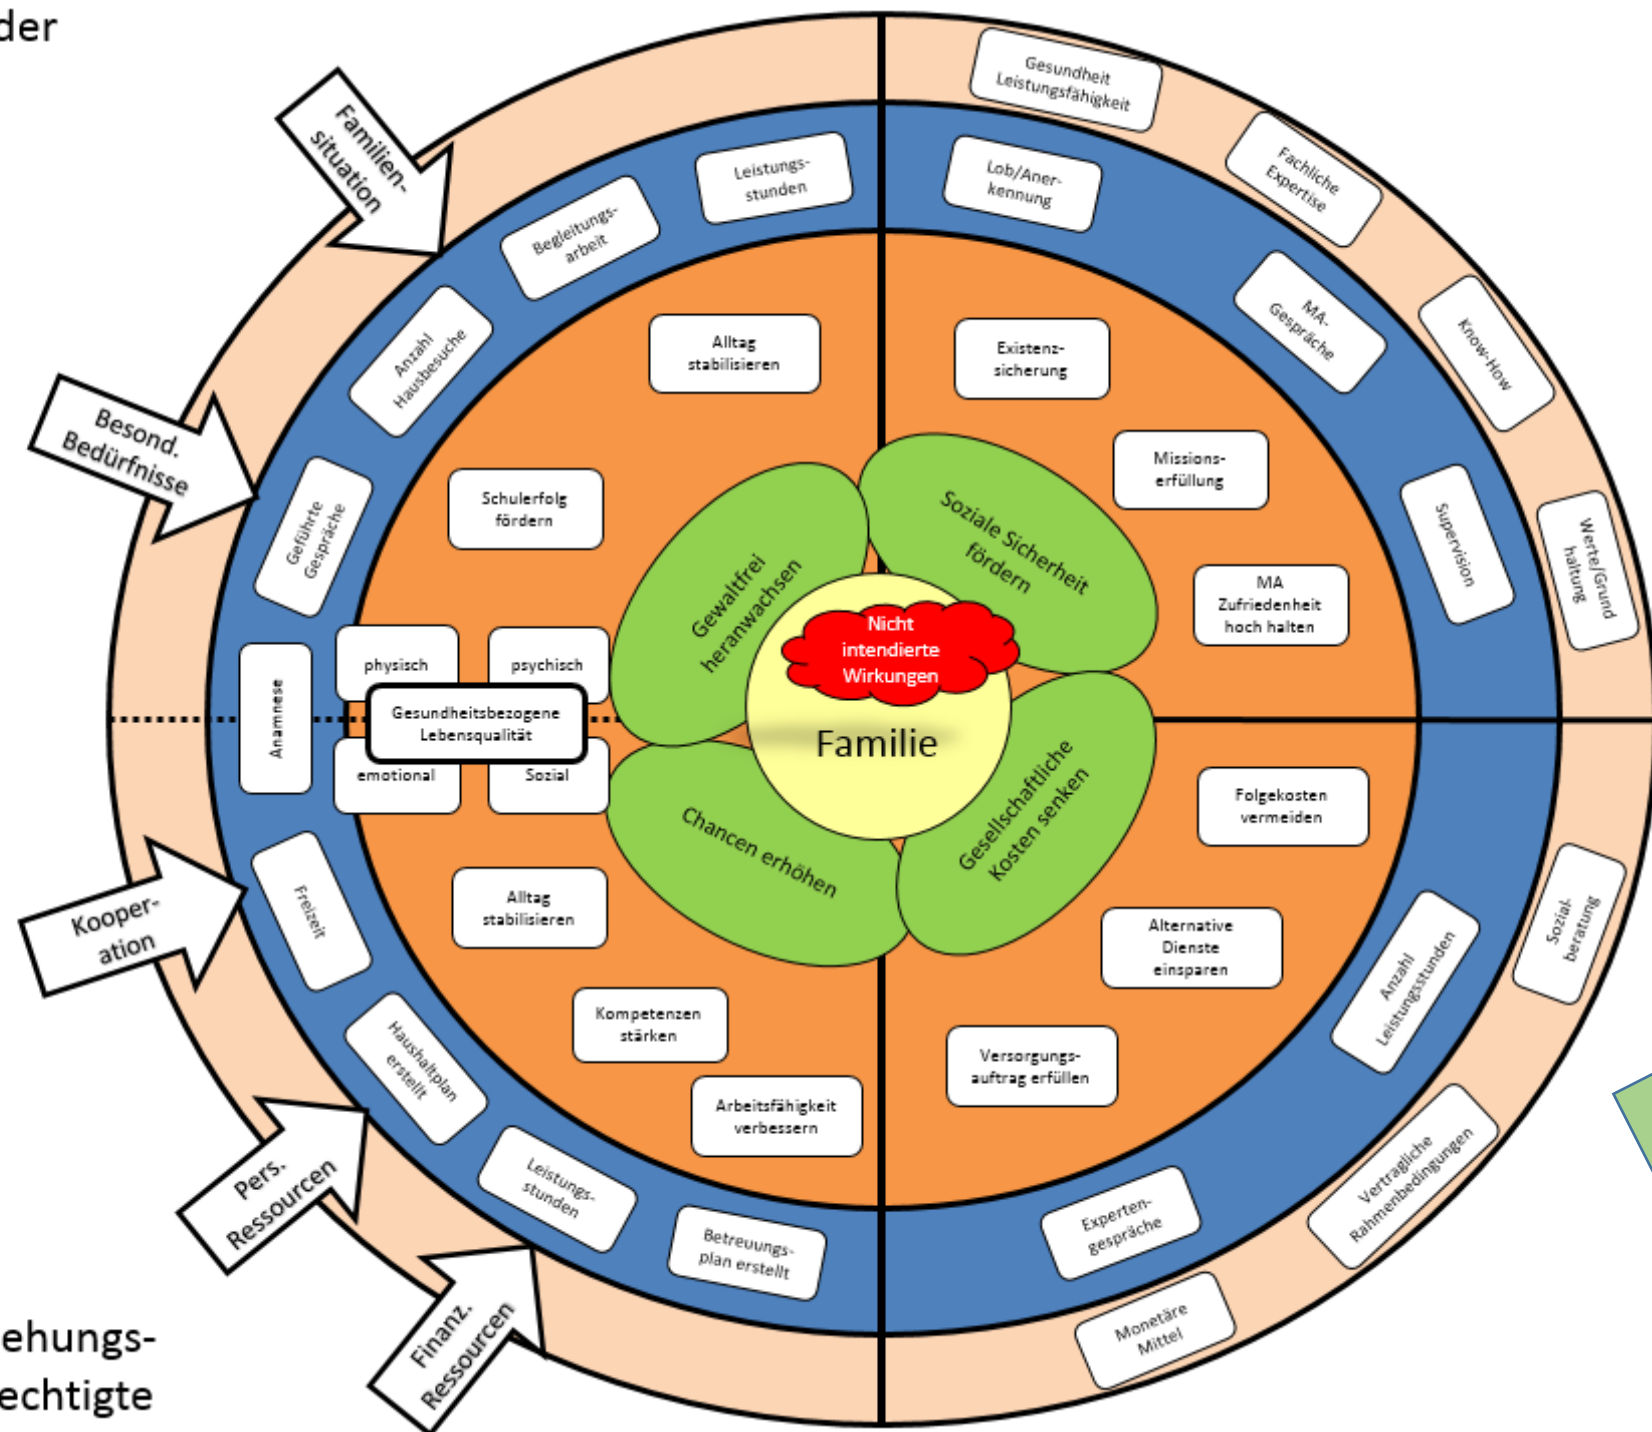 der
Familien-
situation
Besond.
Bedürfnisse
Kooper-
ation
Pers.
Ressourcen
Finanz.
Ressourcen
ehungs-
echtigte
Gesundheit
Leistungsfähigkeit
Fachliche
Expertise
Know-How
Werte/Grund
haltung
Sozial-
beratung
Vertragliche
Rahmenbedingungen
Monetäre
Mittel
Leistungs-
stunden
Begleitungs-
arbeit
Anzahl
Hausbesuche
Geführte
Gespräche
Anamnese
Freizeit
Haushaltplan
erstellt
Leistungs-
stunden
Betreuungs-
plan erstellt
Lob/Aner-
kennung
MA-
Gespräche
Supervision
Anzahl
Leistungsstunden
Experten-
gespräche
Alltag
stabilisieren
Schulerfolg
fördern
physisch
psychisch
Gesundheitsbezogene
Lebensqualität
emotional
Sozial
Alltag
stabilisieren
Kompetenzen
stärken
Arbeitsfähigkeit
verbessern
Existenz-
sicherung
Missions-
erfüllung
MA
Zufriedenheit
hoch halten
Folgekosten
vermeiden
Alternative
Dienste
einsparen
Versorgungs-
auftrag erfüllen
Gewaltfrei
heranwachsen
Soziale Sicherheit
fördern
Chancen erhöhen
Gesellschaftliche
Kosten senken
Nicht
intendierte
Wirkungen
Familie